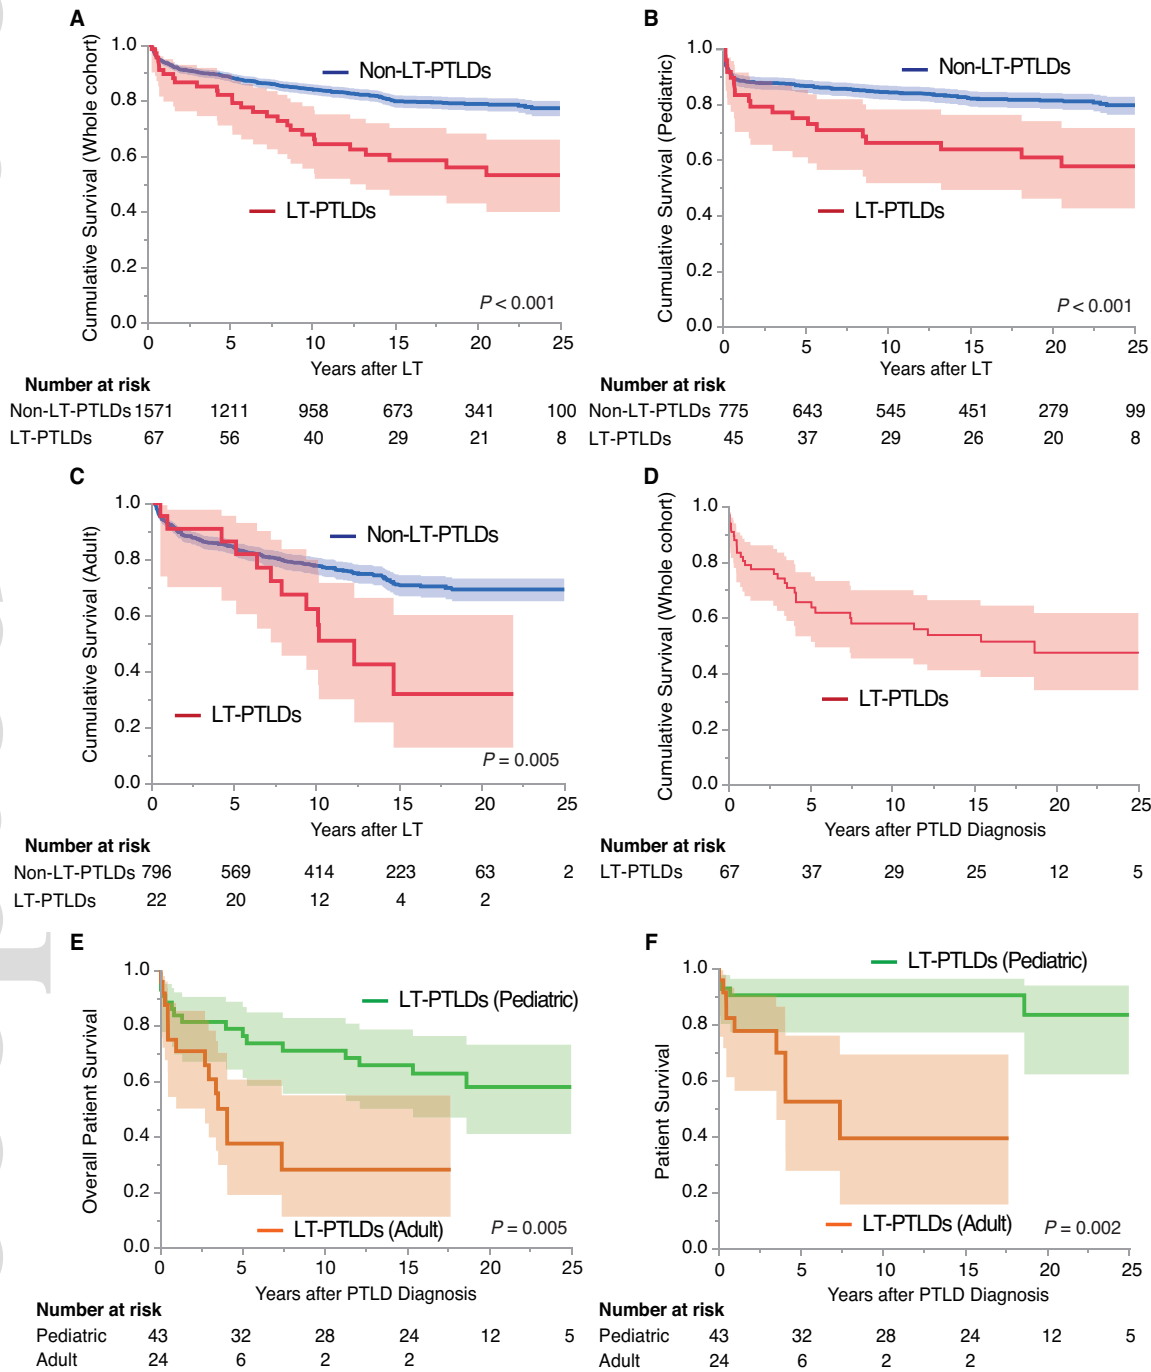 A
Cumulative Survival (Whole cohort)
1.0
0.8
0.6
0.4
0.2
0.0
Non-LT-PTLDs
LT-PTLDs
P < 0.001
0 5 10 15 20 25
Years after LT
Number at risk
Non-LT-PTLDs 1571 1211 958 673 341 100
LT-PTLDs 67 56 40 29 21 8
B
Cumulative Survival (Pediatric)
1.0
0.8
0.6
0.4
0.2
0.0
Non-LT-PTLDs
LT-PTLDs
P < 0.001
0 5 10 15 20 25
Years after LT
Number at risk
Non-LT-PTLDs 775 643 545 451 279 99
LT-PTLDs 45 37 29 26 20 8
C
Cumulative Survival (Adult)
1.0
0.8
0.6
0.4
0.2
0.0
Non-LT-PTLDs
LT-PTLDs
P = 0.005
0 5 10 15 20 25
Years after LT
Number at risk
Non-LT-PTLDs 796 569 414 223 63 2
LT-PTLDs 22 20 12 4 2
D
Cumulative Survival (Whole cohort)
1.0
0.8
0.6
0.4
0.2
0.0
LT-PTLDs
0 5 10 15 20 25
Years after PTLD Diagnosis
Number at risk
LT-PTLDs 67 37 29 25 12 5
E
Overall Patient Survival
1.0
0.8
0.6
0.4
0.2
0.0
LT-PTLDs (Pediatric)
LT-PTLDs (Adult)
P = 0.005
0 5 10 15 20 25
Years after PTLD Diagnosis
Number at risk
Pediatric 43 32 28 24 12 5
Adult 24 6 2 2
F
Patient Survival
1.0
0.8
0.6
0.4
0.2
0.0
LT-PTLDs (Pediatric)
LT-PTLDs (Adult)
P = 0.002
0 5 10 15 20 25
Years after PTLD Diagnosis
Number at risk
Pediatric 43 32 28 24 12 5
Adult 24 6 2 2